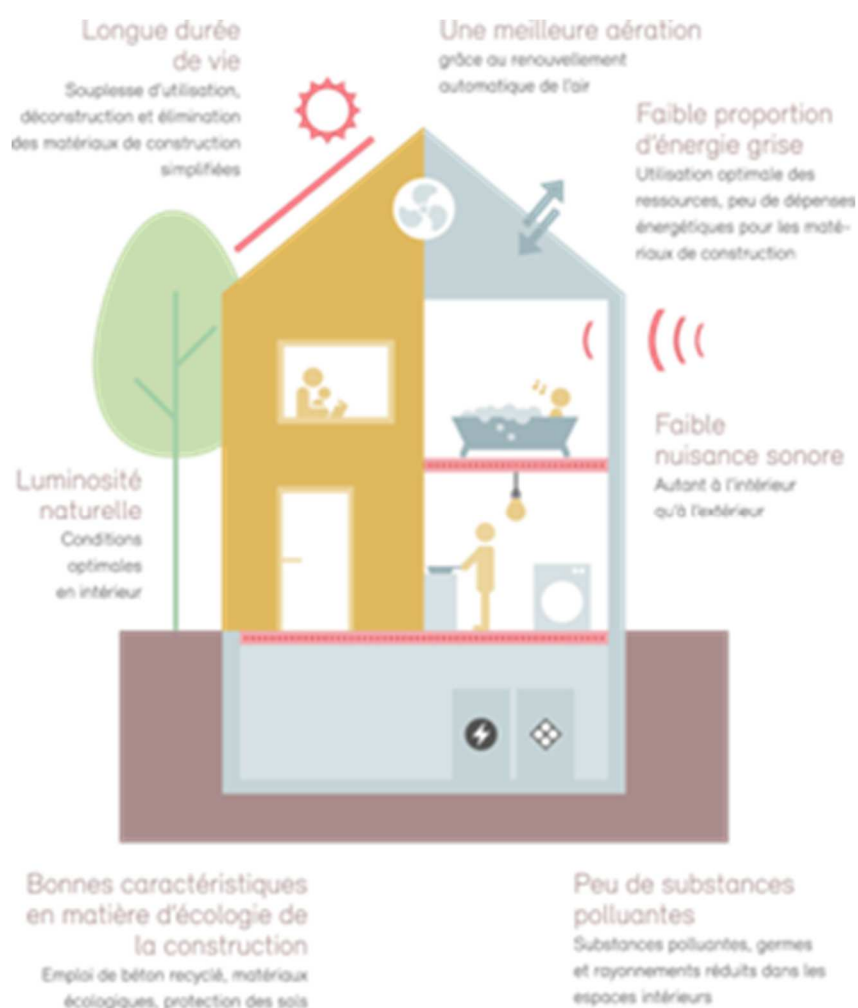 Longue durée
de vie
Souplesse d'utilisation,
déconstruction et élimination
des matériaux de construction
simplifiées
Une meilleure aération
grâce au renouvellement
automatique de l'air
Faible proportion
d'énergie grise
Utilisation optimale des
ressources, peu de dépenses
énergétiques pour les maté-
riaux de construction
Faible
nuisance sonore
Autant à l'intérieur
qu'à l'extérieur
Luminosité
naturelle
Conditions
optimales
en intérieur
Bonnes caractéristiques
en matière d'écologie de
la construction
Emploi de béton recyclé, matériaux
écologiques, protection des sols
Peu de substances
polluantes
Substances polluantes, germes
et rayonnements réduits dans les
espaces intérieurs